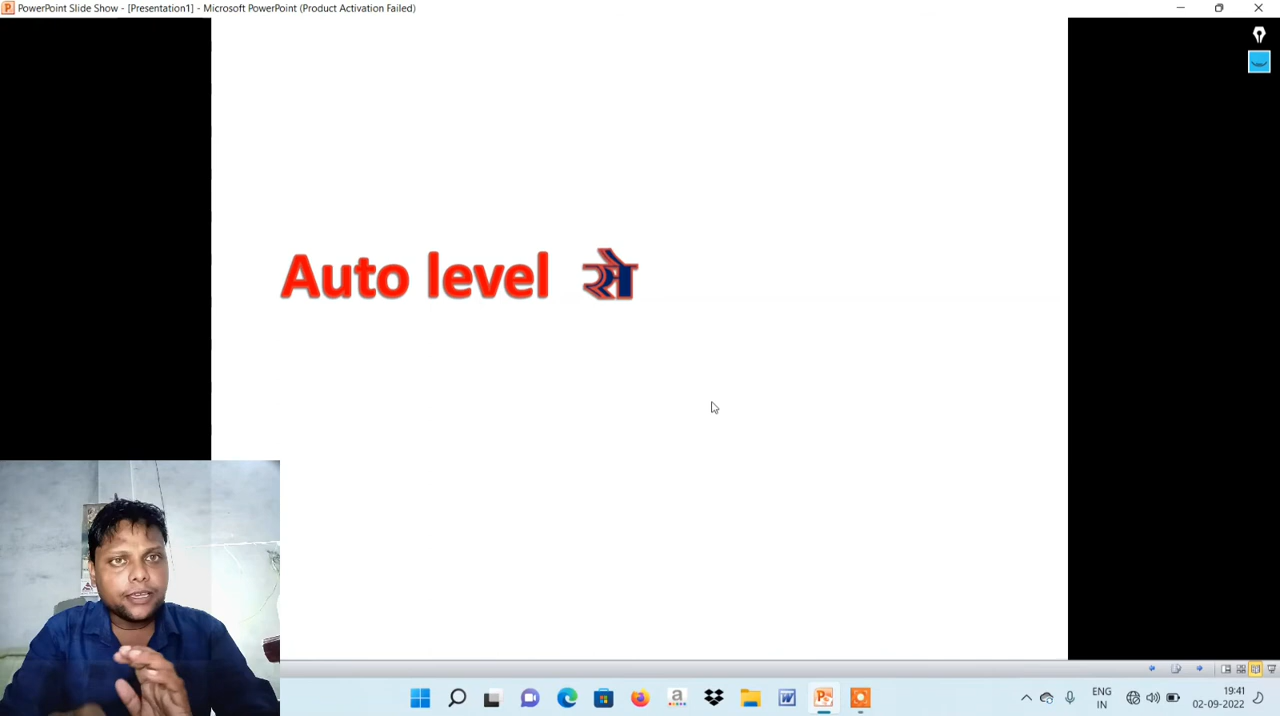 PowerPoint Slide Show - [Presentation1] - Microsoft PowerPoint (Product Activation Failed)
Auto level से
ENG
IN
19:41
02-09-2022